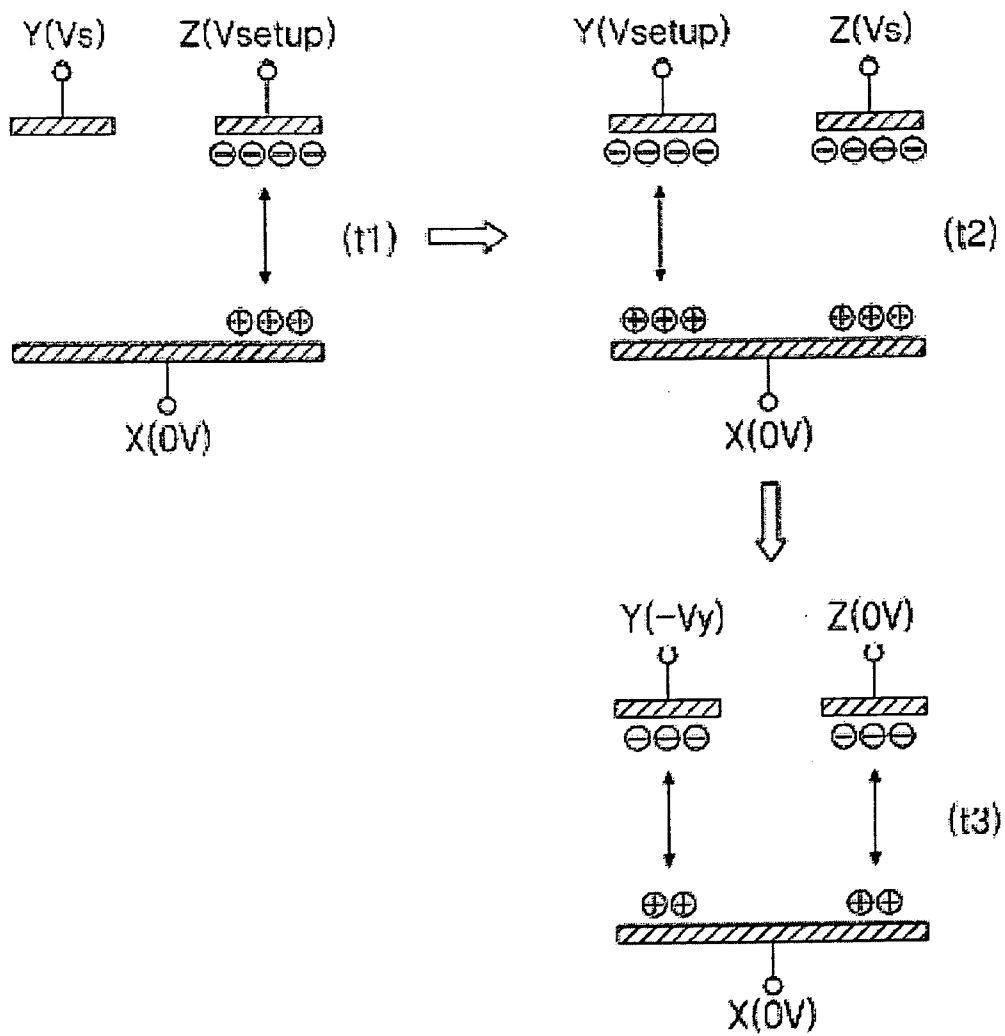 Y(Vs) Z(Vsetup)
(t1)
X(0V)
Y(Vsetup) Z(Vs)
(t2)
X(0V)
Y(-Vy) Z(0V)
(t3)
X(0V)